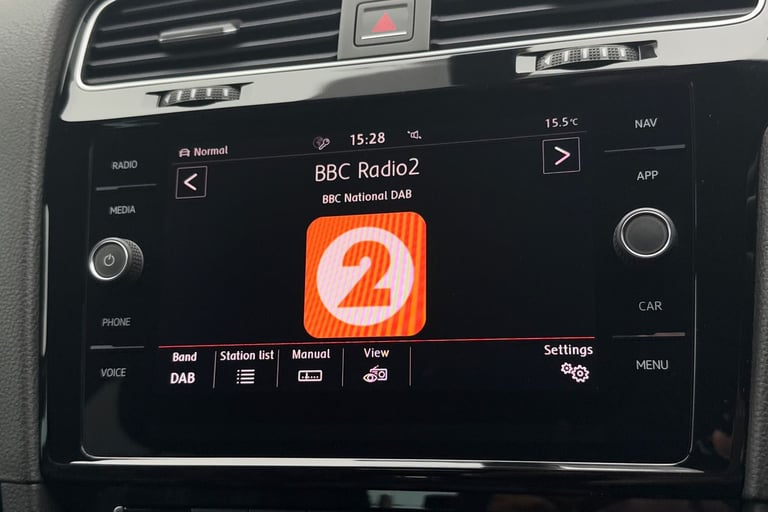 Normal
15:28
15.5°C
BBC Radio2
BBC National DAB
2
Band
DAB
Station list
Manual
View
Settings
RADIO
MEDIA
PHONE
VOICE
NAV
APP
CAR
MENU